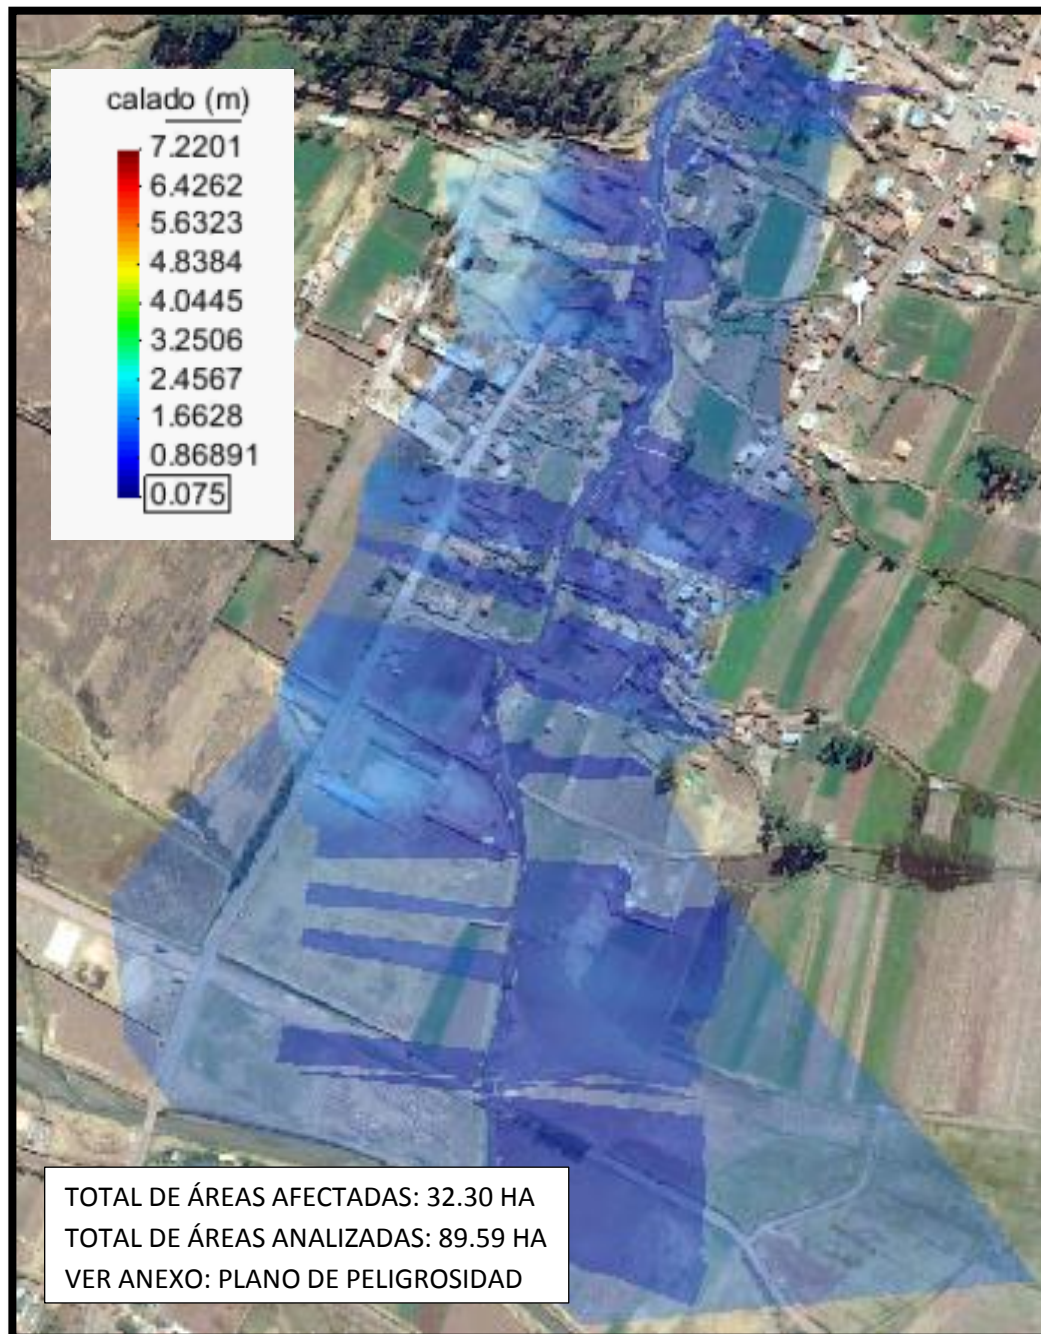 calado (m)
7.2201
6.4262
5.6323
4.8384
4.0445
3.2506
2.4567
1.6628
0.86891
0.075
TOTAL DE ÁREAS AFECTADAS: 32.30 HA
TOTAL DE ÁREAS ANALIZADAS: 89.59 HA
VER ANEXO: PLANO DE PELIGROSIDAD